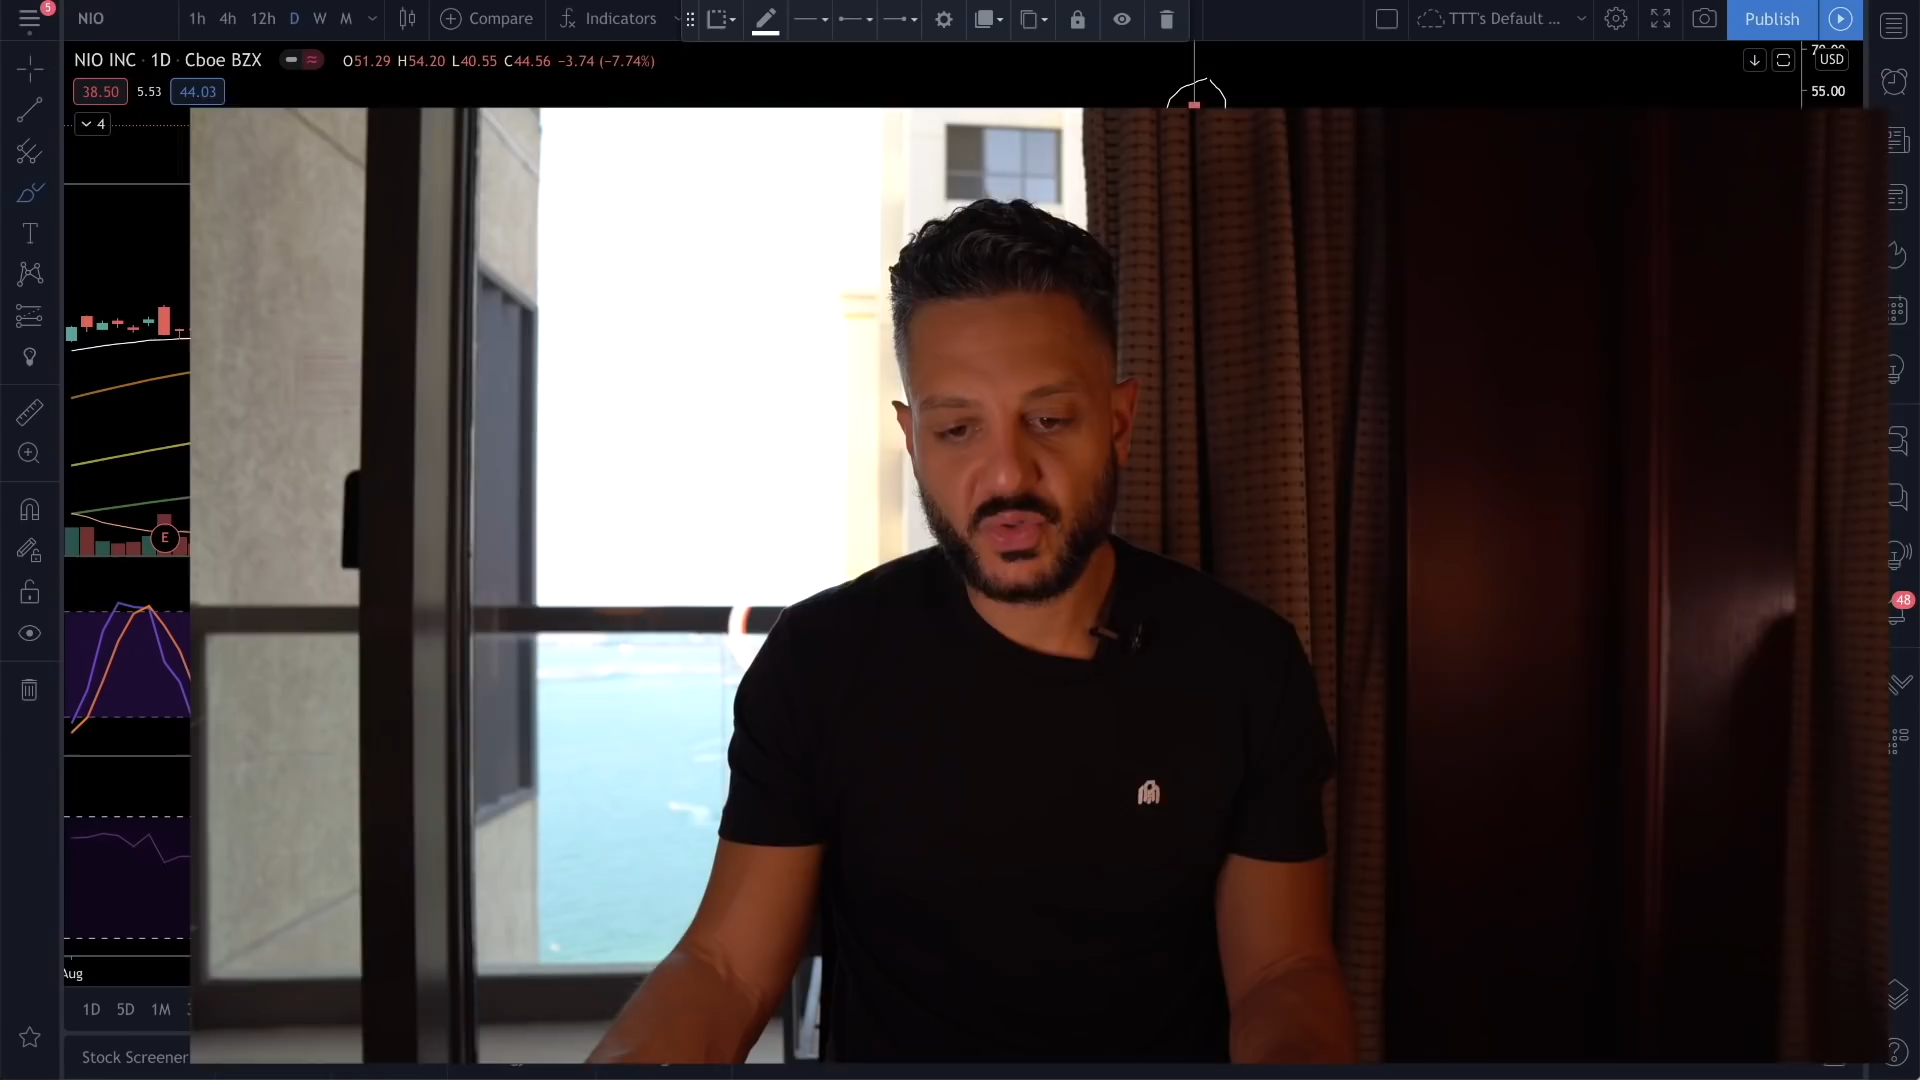 5
NIO 1h 4h 12h D W M Compare Indicators TTT's Default ... Publish
NIO INC · 1D · Cboe BZX O51.29 H54.20 L40.55 C44.56 −3.74 (−7.74%)
USD
38.50 5.53 44.03
55.00
4
E
48
Aug
1D 5D 1M
Stock Screener